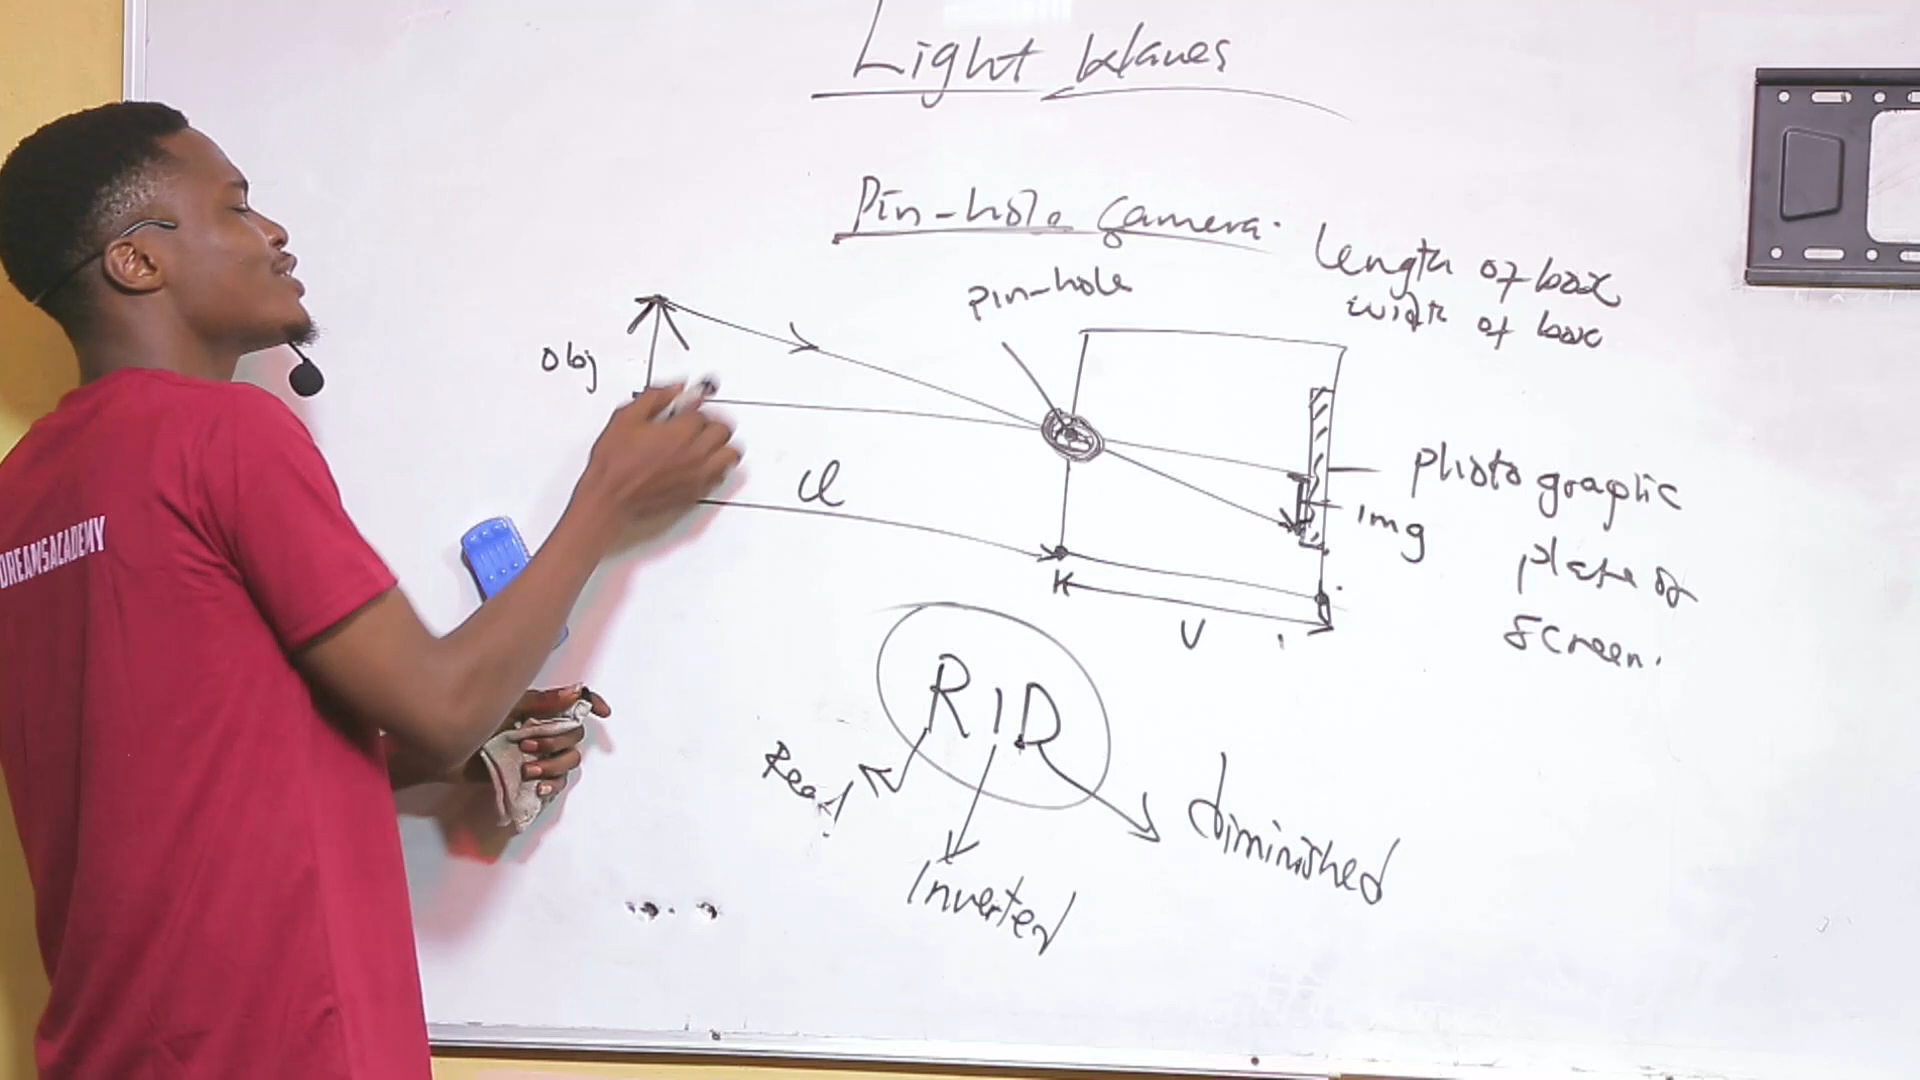 Light Waves
Pin-hole Camera.
Length of box
width of box
pin-hole
obj
u
photographic
plate or
screen.
img
V
RID
Real
Inverted
diminished
DREAMSACADEMY